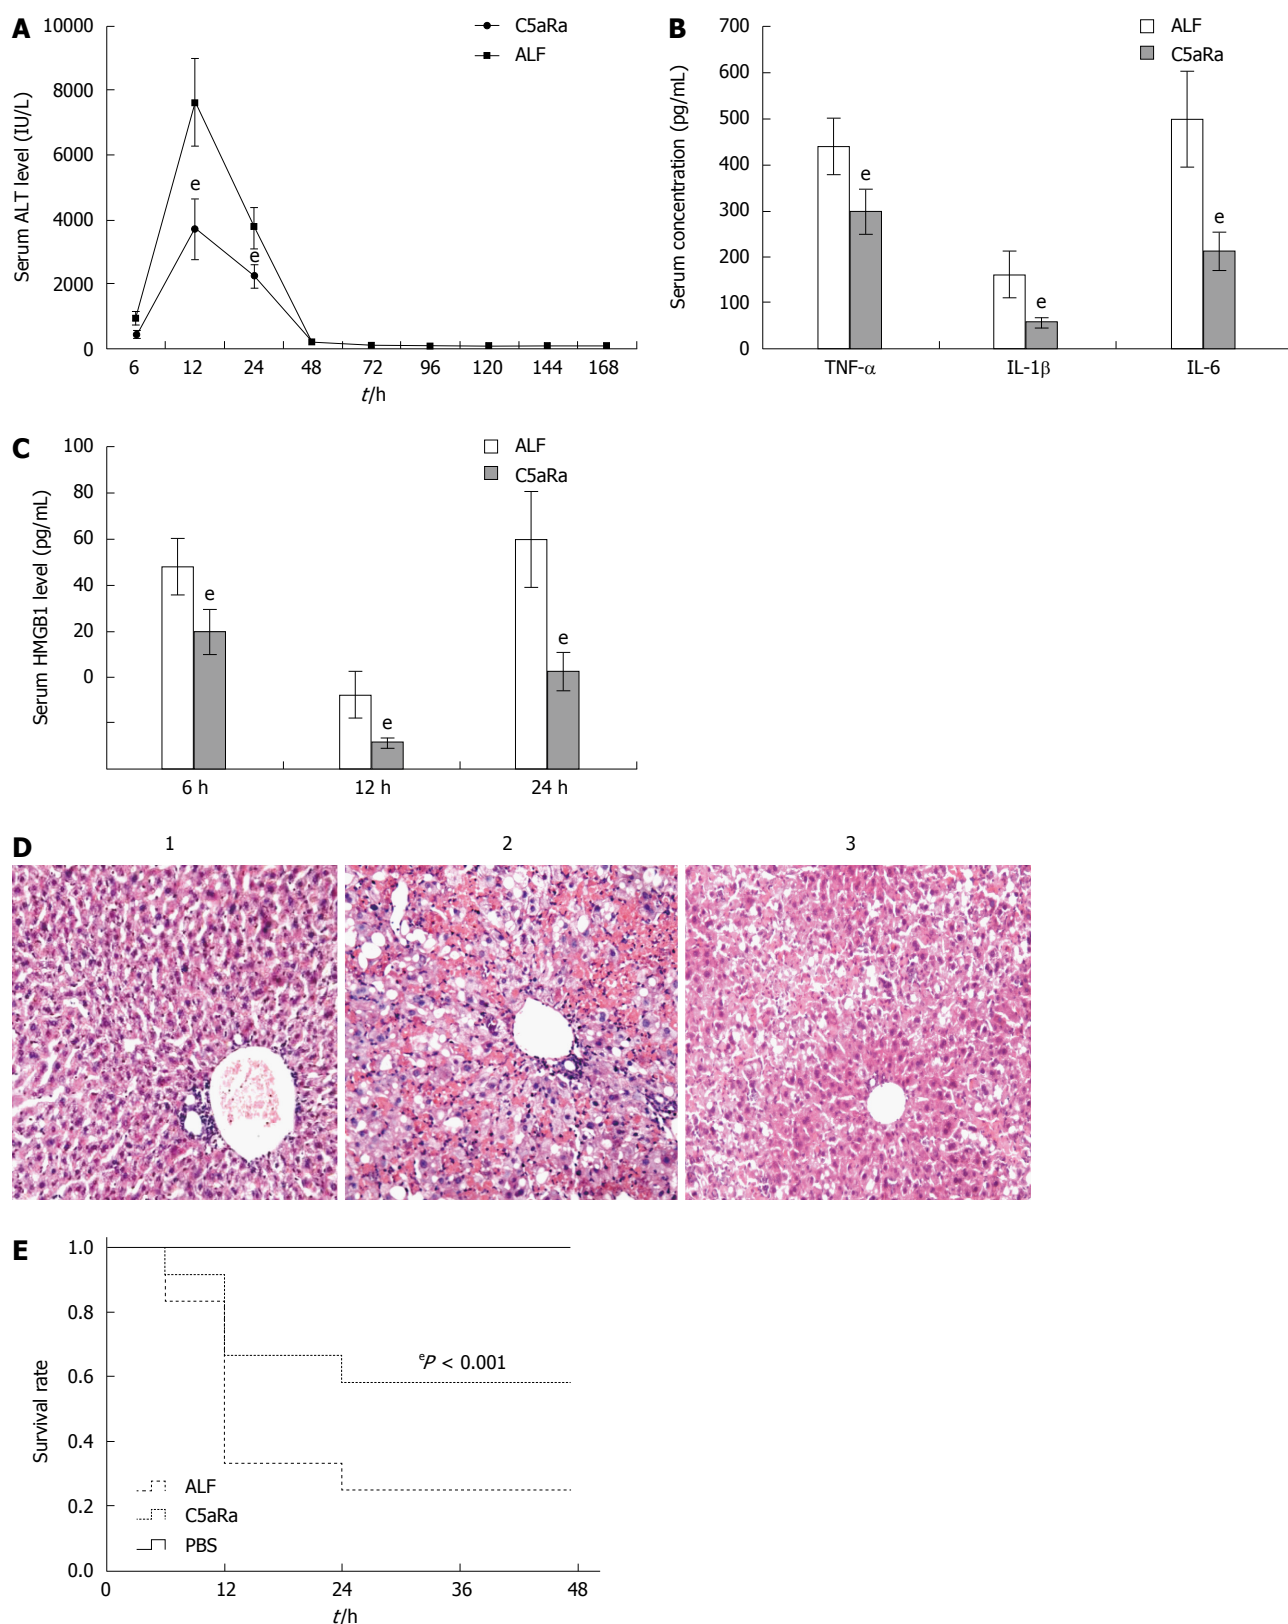 A
10000
8000
6000
4000
2000
0
Serum ALT level (IU/L)
C5aRa
ALF
e
e
6 12 24 48 72 96 120 144 168
t/h
B
700
600
500
400
300
200
100
0
Serum concentration (pg/mL)
ALF
C5aRa
e
e
e
TNF-α IL-1β IL-6
C
100
80
60
40
20
0
Serum HMGB1 level (pg/mL)
ALF
C5aRa
e
e
e
6 h 12 h 24 h
D
1 2 3
E
1.0
0.8
0.6
0.4
0.2
0.0
Survival rate
eP < 0.001
ALF
C5aRa
PBS
0 12 24 36 48
t/h